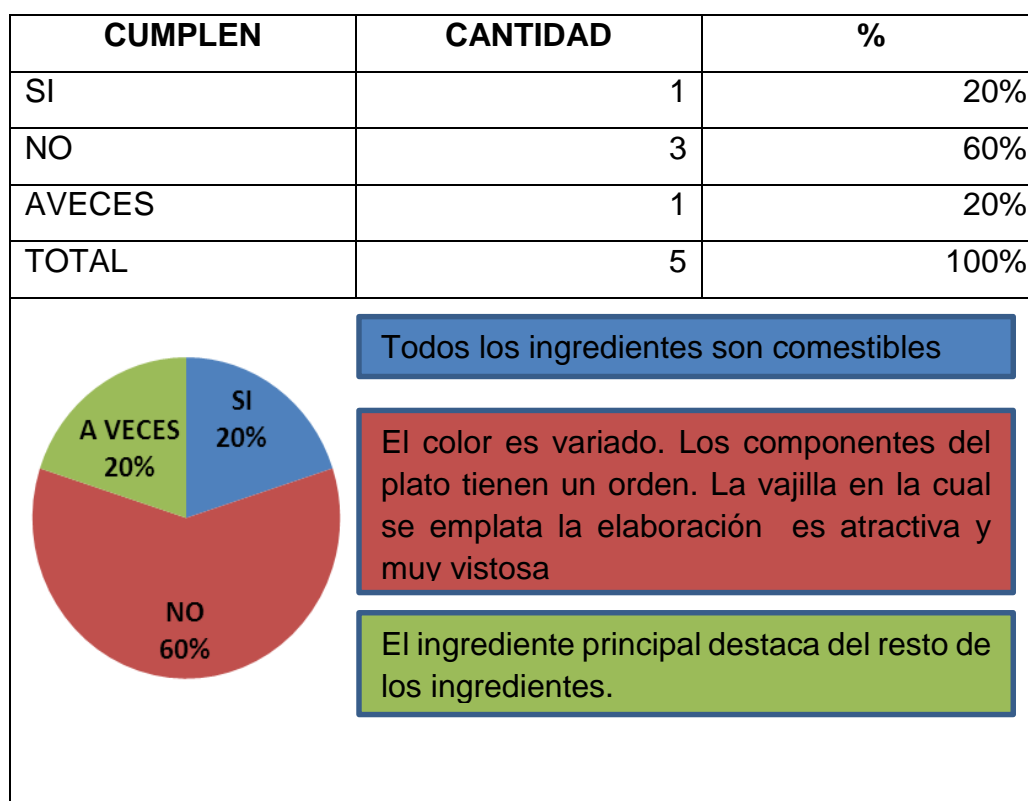 CUMPLEN CANTIDAD %
SI 1 20%
NO 3 60%
AVECES 1 20%
TOTAL 5 100%
SI
20%
A VECES
20%
NO
60%
Todos los ingredientes son comestibles
El color es variado. Los componentes del
plato tienen un orden. La vajilla en la cual
se emplata la elaboración es atractiva y
muy vistosa
El ingrediente principal destaca del resto de
los ingredientes.